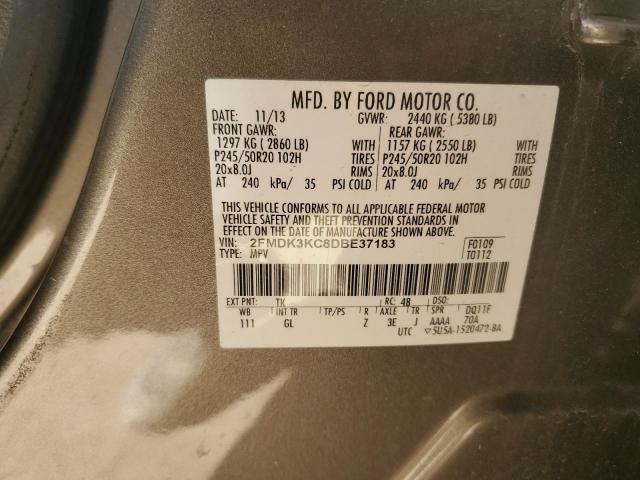 MFD. BY FORD MOTOR CO.
DATE: 11/13 GVWR: 2440 KG ( 5380 LB)
FRONT GAWR: REAR GAWR:
1297 KG ( 2860 LB) WITH 1157 KG ( 2550 LB) WITH
P245/50R20 102H TIRES P245/50R20 102H TIRES
20x8.0J RIMS 20x8.0J RIMS
AT 240 kPa/ 35 PSI COLD AT 240 kPa/ 35 PSI COLD
THIS VEHICLE CONFORMS TO ALL APPLICABLE FEDERAL MOTOR
VEHICLE SAFETY AND THEFT PREVENTION STANDARDS
IN EFFECT ON THE DATE OF MANUFACTURE SHOWN ABOVE.
VIN: 2FMDK3KC8DBE37183 F0109
TYPE: MPV T0112
EXT PNT: TK RC: 48 DSO:
WB INT TR TP/PS R AXLE TR SPR DQ11F
111 GL Z 3E J AAAA 70A
UTC ▽5U5A-1520472-BA